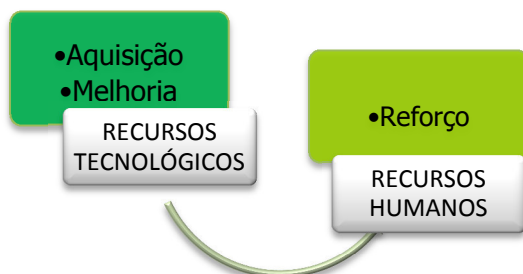 •Aquisição
•Melhoria
RECURSOS
TECNOLÓGICOS
•Reforço
RECURSOS
HUMANOS